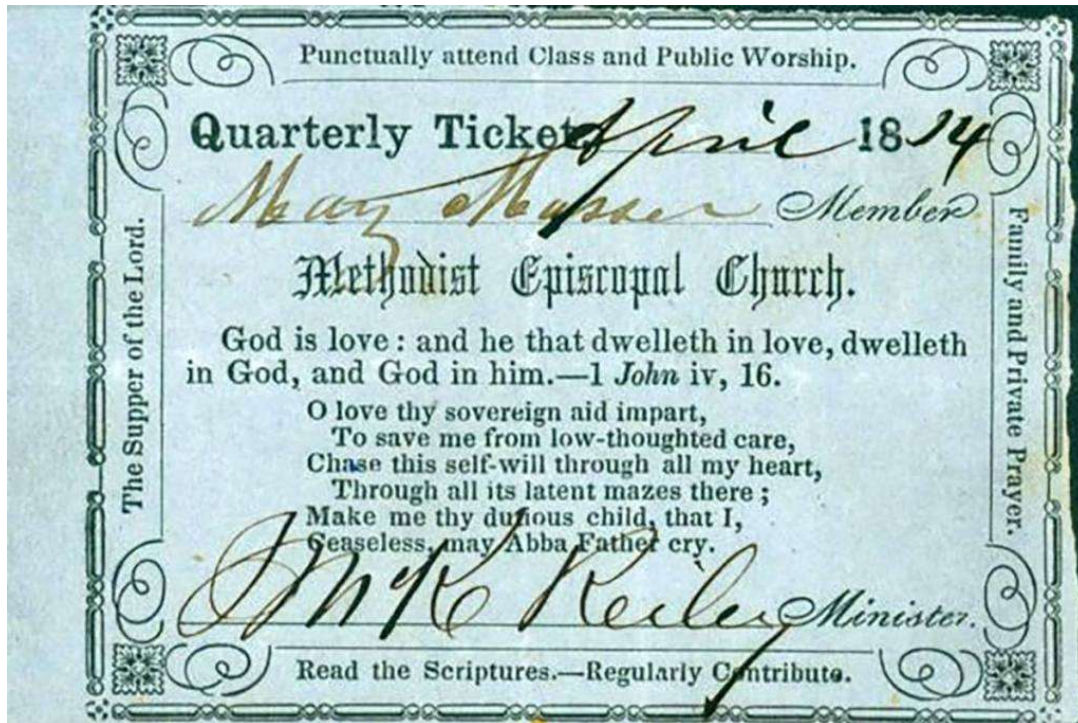 Punctually attend Class and Public Worship.
Quarterly Ticket April 18
Member
Methodist Episcopal Church.
God is love : and he that dwelleth in love, dwelleth
in God, and God in him.—1 John iv, 16.
O love thy sovereign aid impart,
To save me from low-thoughted care,
Chase this self-will through all my heart,
Through all its latent mazes there ;
Make me thy duteous child, that I,
Ceaseless, may Abba Father cry.
J M K Reiley Minister.
Read the Scriptures.—Regularly Contribute.
The Supper of the Lord.
Family and Private Prayer.